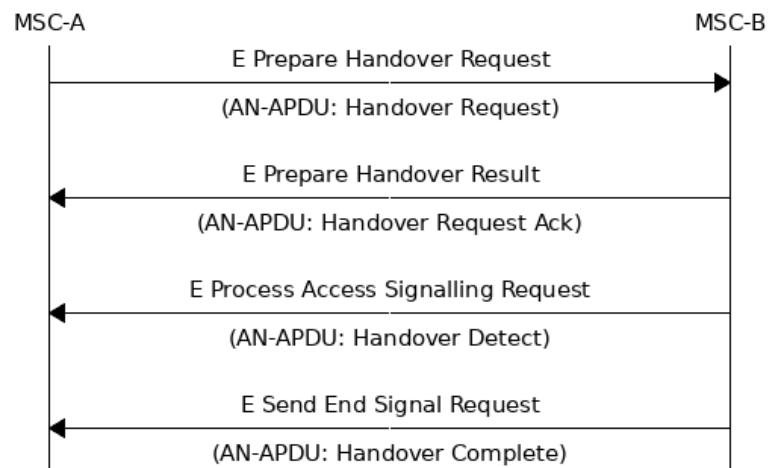 MSC-A MSC-B
E Prepare Handover Request
(AN-APDU: Handover Request)
E Prepare Handover Result
(AN-APDU: Handover Request Ack)
E Process Access Signalling Request
(AN-APDU: Handover Detect)
E Send End Signal Request
(AN-APDU: Handover Complete)